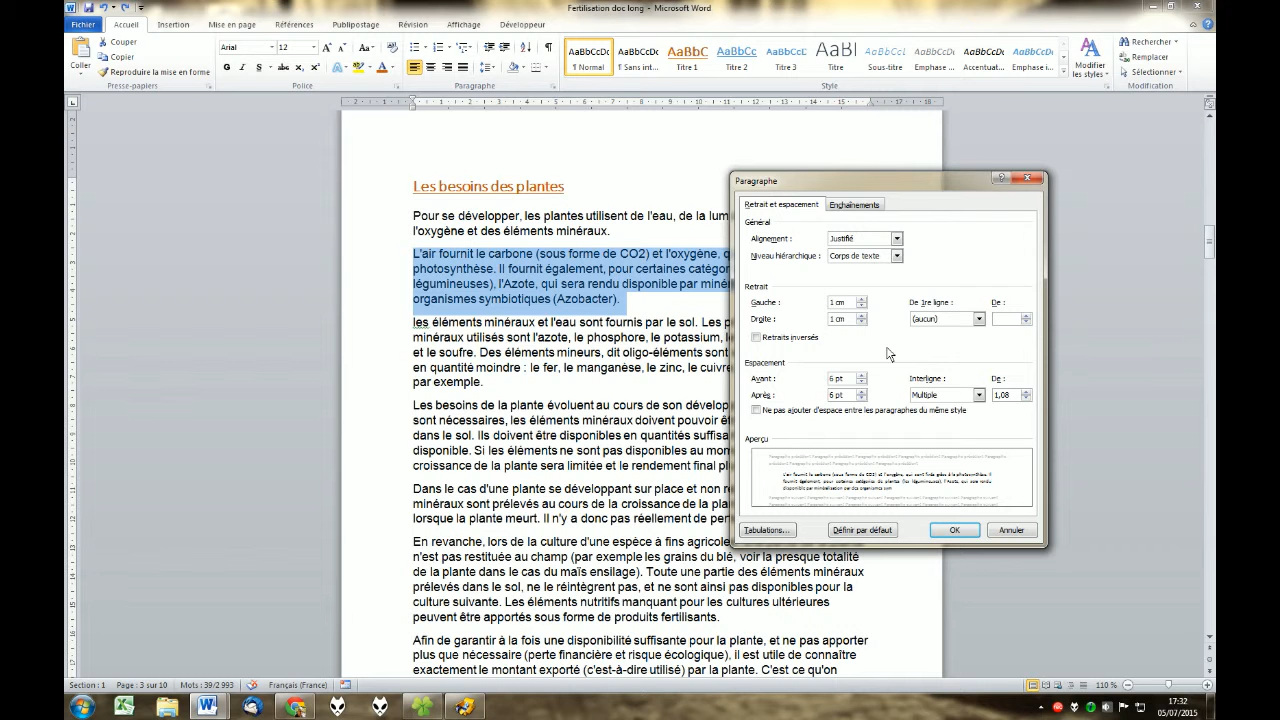 Fertilisation doc long - Microsoft Word
Fichier Accueil Insertion Mise en page Références Publipostage Révision Affichage Développeur
Coller
Couper
Copier
Reproduire la mise en forme
Presse-papiers
Arial 12
Police
Paragraphe
AaBbCcDc AaBbCcDc AaBbCc AaBbCc AaBbCcI AaBl AaBbCcI AaBbCcDc AaBbCcDc AaBbCcDc
¶ Normal ¶ Sans int... Titre 1 Titre 2 Titre 3 Titre Sous-titre Emphase ... Accentuat... Emphase i...
Style
Modifier
les styles
Rechercher
Remplacer
Sélectionner
Modification
Les besoins des plantes
Pour se développer, les plantes utilisent de l'eau, de la lum
l'oxygène et des éléments minéraux.
L'air fournit le carbone (sous forme de CO2) et l'oxygène, q
photosynthèse. Il fournit également, pour certaines catégor
légumineuses), l'Azote, qui sera rendu disponible par miné
organismes symbiotiques (Azobacter).
les éléments minéraux et l'eau sont fournis par le sol. Les p
minéraux utilisés sont l'azote, le phosphore, le potassium, l
et le soufre. Des éléments mineurs, dit oligo-éléments sont
en quantité moindre : le fer, le manganèse, le zinc, le cuivre
par exemple.
Les besoins de la plante évoluent au cours de son dévelop
sont nécessaires, les éléments minéraux doivent pouvoir ê
dans le sol. Ils doivent être disponibles en quantités suffisa
disponible. Si les éléments ne sont pas disponibles au mon
croissance de la plante sera limitée et le rendement final pl
Dans le cas d'une plante se développant sur place et non re
minéraux sont prélevés au cours de la croissance de la plan
lorsque la plante meurt. Il n'y a donc pas réellement de per
En revanche, lors de la culture d'une espèce à fins agricole
n'est pas restituée au champ (par exemple les grains du blé, voir la presque totalité
de la plante dans le cas du maïs ensilage). Toute une partie des éléments minéraux
prélevés dans le sol, ne le réintègrent pas, et ne sont ainsi pas disponibles pour la
culture suivante. Les éléments nutritifs manquant pour les cultures ultérieures
peuvent être apportés sous forme de produits fertilisants.
Afin de garantir à la fois une disponibilité suffisante pour la plante, et ne pas apporter
plus que nécessaire (perte financière et risque écologique), il est utile de connaître
exactement le montant exporté (c'est-à-dire utilisé) par la plante. C'est ce qu'on
Paragraphe
Retrait et espacement Enchaînements
Général
Alignement : Justifié
Niveau hiérarchique : Corps de texte
Retrait
Gauche : 1 cm De 1re ligne : De :
Droite : 1 cm (aucun)
Retraits inversés
Espacement
Avant : 6 pt Interligne : De :
Après : 6 pt Multiple 1,08
Ne pas ajouter d'espace entre les paragraphes du même style
Aperçu
Tabulations... Définir par défaut OK Annuler
Section : 1 Page : 3 sur 10 Mots : 39/2 993 Français (France) 110 %
17:32
05/07/2015